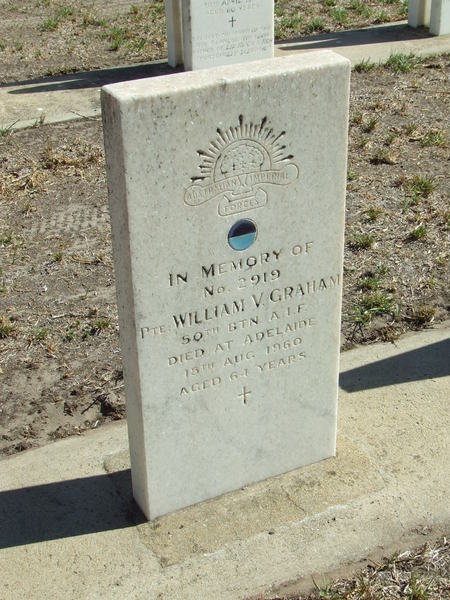 AUSTRALIAN IMPERIAL
FORCES
IN MEMORY OF
No. 2919
PTE. WILLIAM V. GRAHAM
50TH BTN A.I.F.
DIED AT ADELAIDE
15TH AUG 1960
AGED 64 YEARS